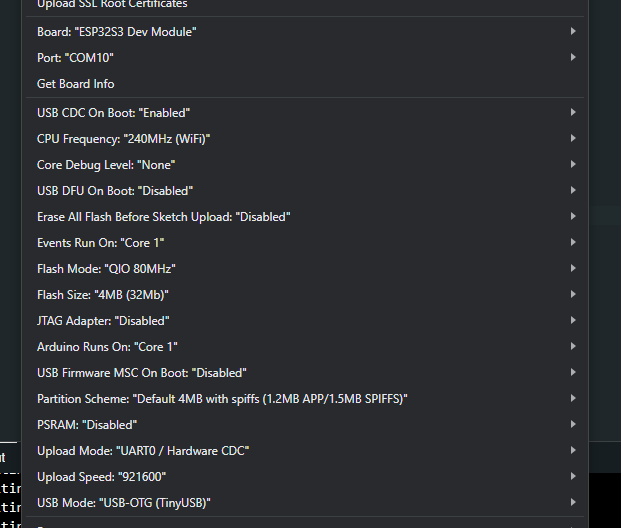 Upload SSL Root Certificates
Board: "ESP32S3 Dev Module"
Port: "COM10"
Get Board Info
USB CDC On Boot: "Enabled"
CPU Frequency: "240MHz (WiFi)"
Core Debug Level: "None"
USB DFU On Boot: "Disabled"
Erase All Flash Before Sketch Upload: "Disabled"
Events Run On: "Core 1"
Flash Mode: "QIO 80MHz"
Flash Size: "4MB (32Mb)"
JTAG Adapter: "Disabled"
Arduino Runs On: "Core 1"
USB Firmware MSC On Boot: "Disabled"
Partition Scheme: "Default 4MB with spiffs (1.2MB APP/1.5MB SPIFFS)"
PSRAM: "Disabled"
Upload Mode: "UART0 / Hardware CDC"
Upload Speed: "921600"
USB Mode: "USB-OTG (TinyUSB)"